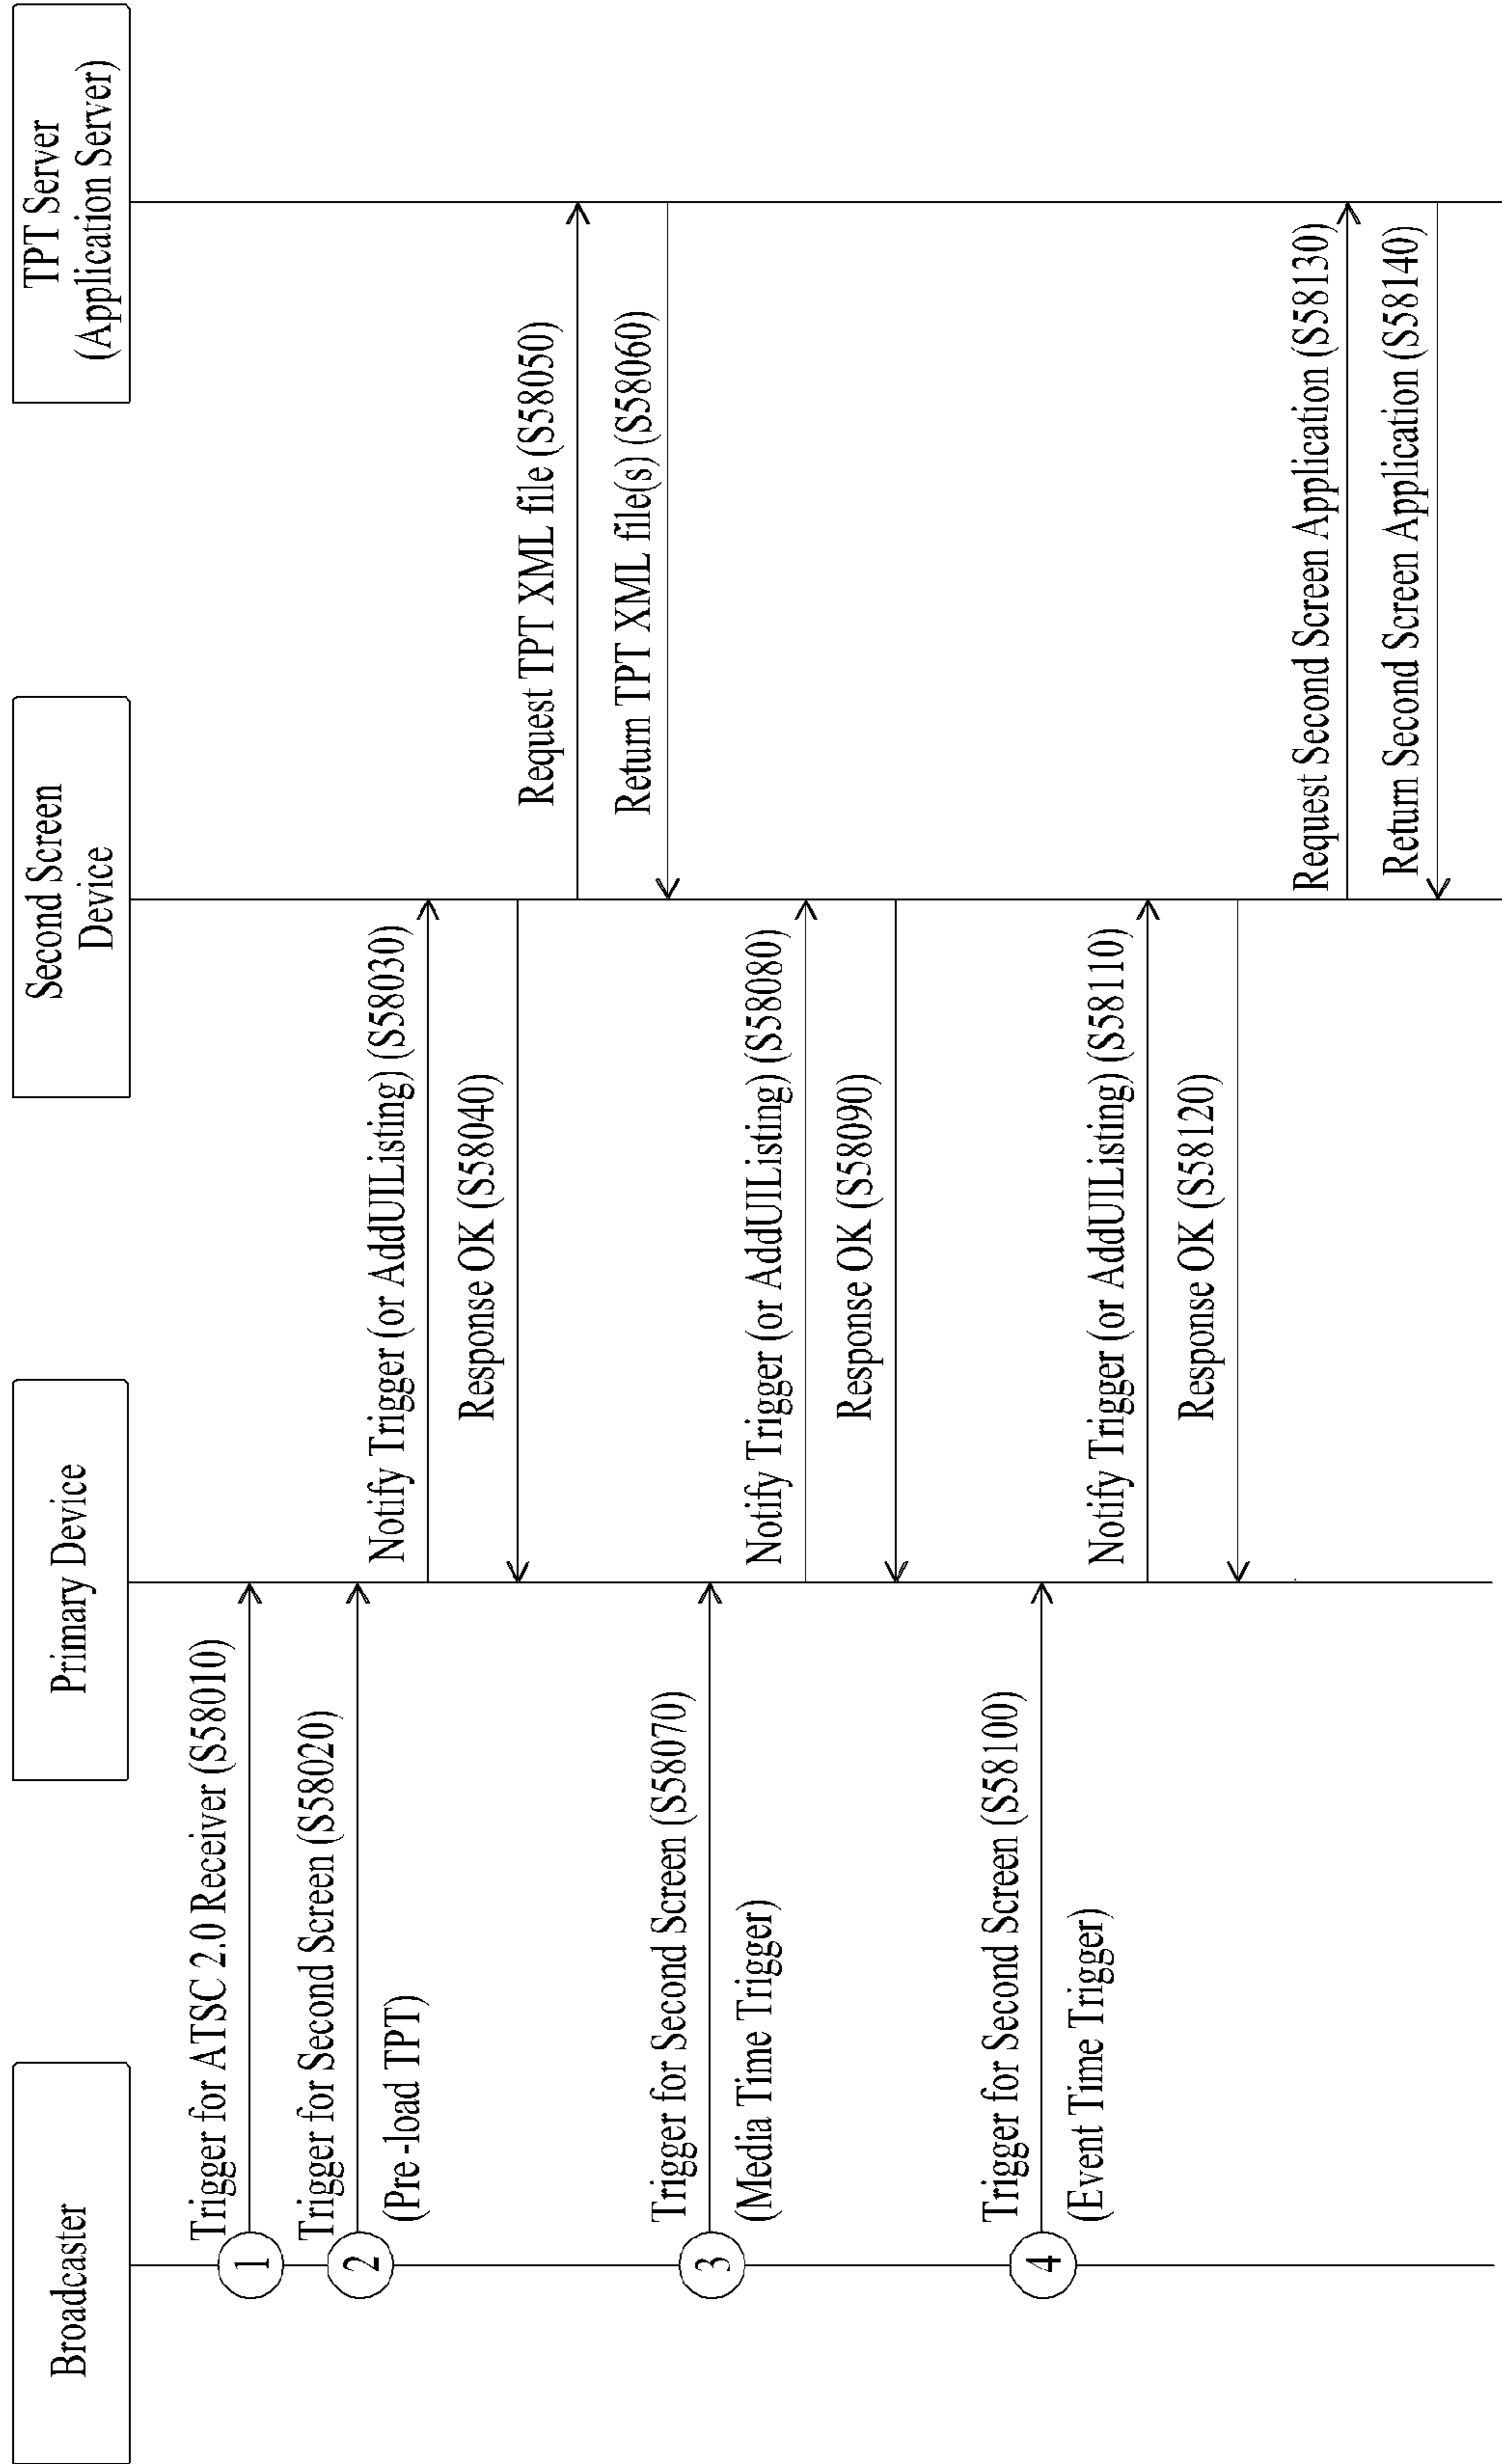 Broadcaster
Primary Device
Second Screen
Device
TPT Server
(Application Server)
1
Trigger for ATSC 2.0 Receiver (S58010)
2
Trigger for Second Screen (S58020)
(Pre-load TPT)
Notify Trigger (or AddUIListing) (S58030)
Response OK (S58040)
Request TPT XML file (S58050)
Return TPT XML file(s) (S58060)
3
Trigger for Second Screen (S58070)
(Media Time Trigger)
Notify Trigger (or AddUIListing) (S58080)
Response OK (S58090)
4
Trigger for Second Screen (S58100)
(Event Time Trigger)
Notify Trigger (or AddUIListing) (S58110)
Response OK (S58120)
Request Second Screen Application (S58130)
Return Second Screen Application (S58140)